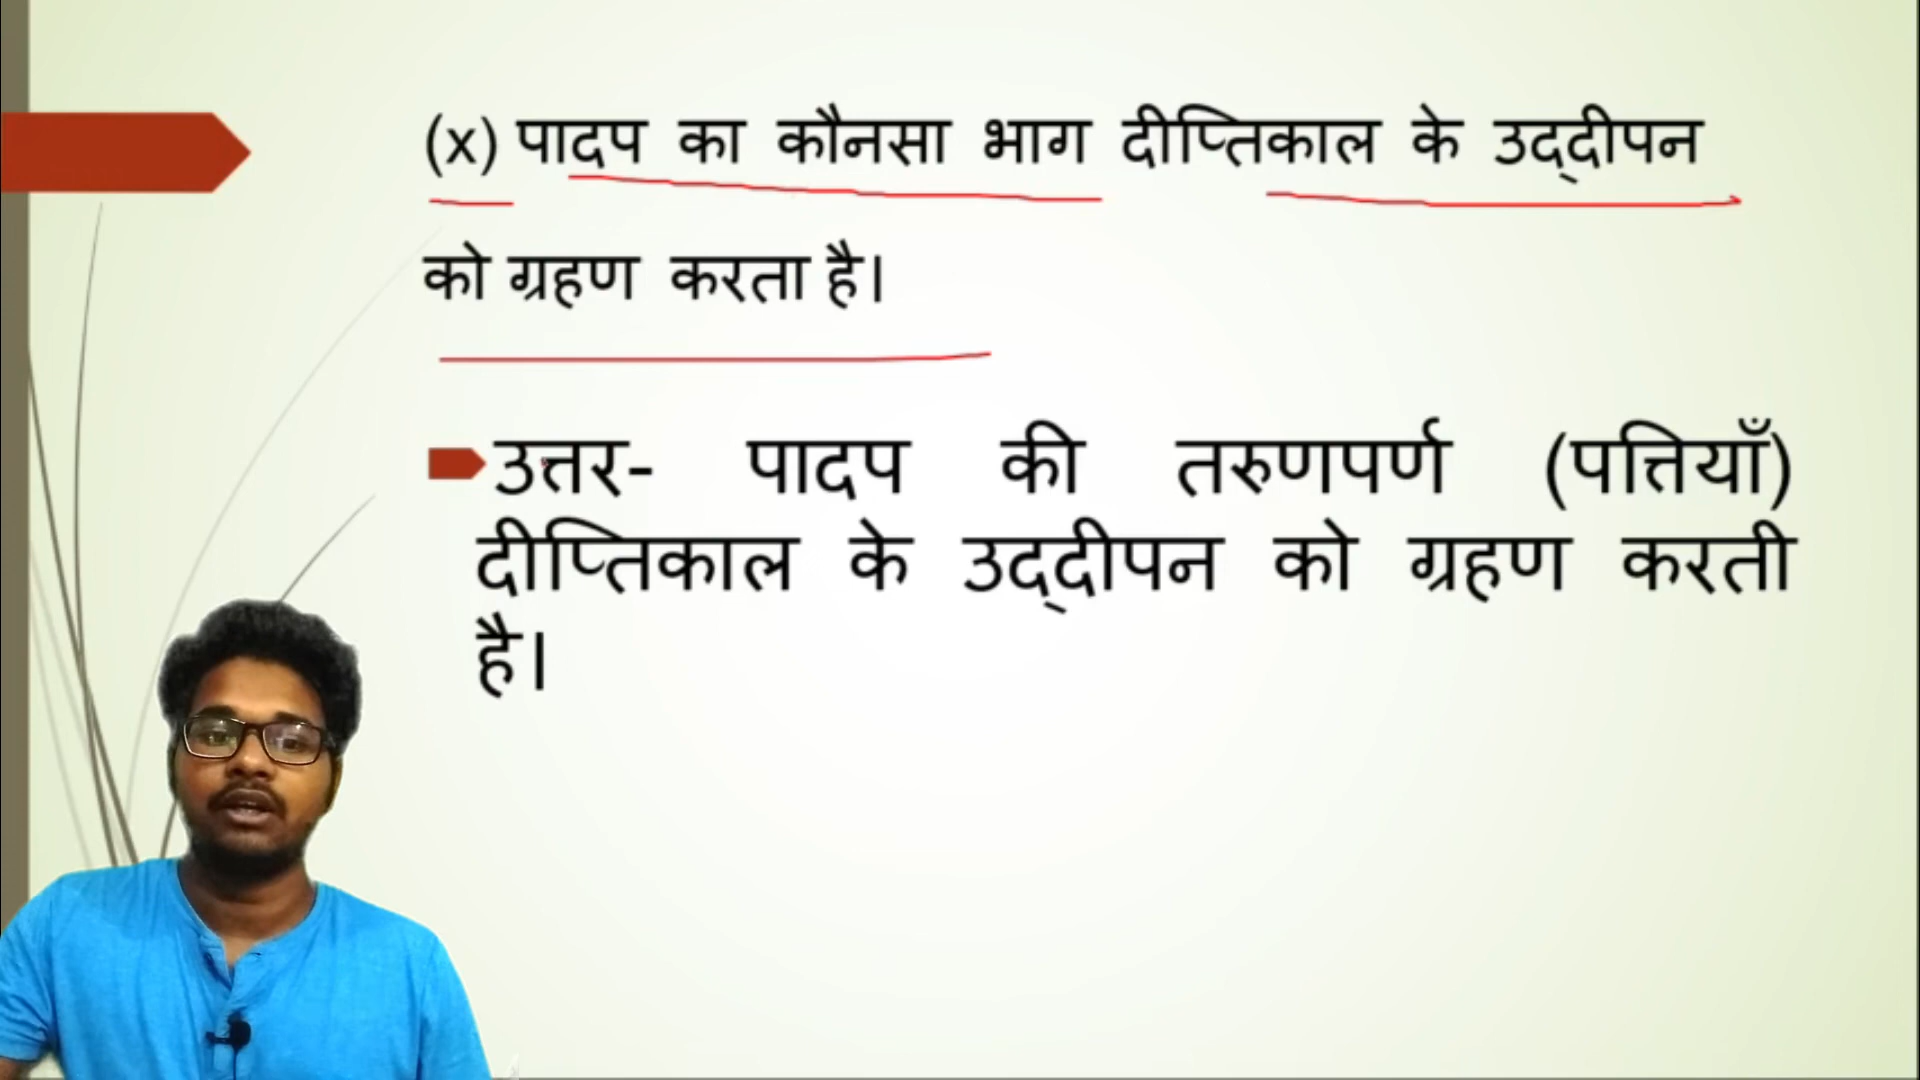 (x) पादप का कौनसा भाग दीप्तिकाल के उद्दीपन
को ग्रहण करता है।
उत्तर- पादप की तरुणपर्ण (पत्तियाँ)
दीप्तिकाल के उद्दीपन को ग्रहण करती
है।